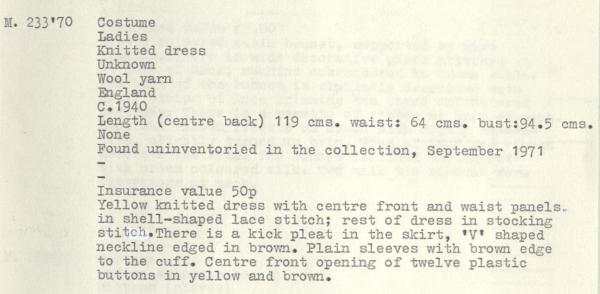 M. 233'70 Costume
Ladies
Knitted dress
Unknown
Wool yarn
England
C.1940
Length (centre back) 119 cms. waist: 64 cms. bust:94.5 cms.
None
Found uninventoried in the collection, September 1971
-
-
Insurance value 50p
Yellow knitted dress with centre front and waist panels.
in shell-shaped lace stitch; rest of dress in stocking
stitch.There is a kick pleat in the skirt, 'V' shaped
neckline edged in brown. Plain sleeves with brown edge
to the cuff. Centre front opening of twelve plastic
buttons in yellow and brown.